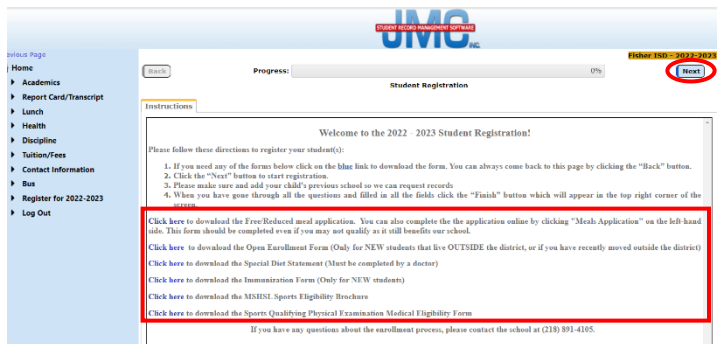 STUDENT RECORD MANAGEMENT SOFTWARE
JMC
INC.
evious Page
Fisher ISD - 2022-2023
Home
Back
Progress:
0%
Next
Academics
Student Registration
Report Card/Transcript
Instructions
Lunch
Health
Discipline
Tuition/Fees
Contact Information
Bus
Register for 2022-2023
Log Out
Welcome to the 2022 - 2023 Student Registration!
Please follow these directions to register your student(s):
1. If you need any of the forms below click on the blue link to download the form. You can always come back to this page by clicking the "Back" button.
2. Click the "Next" button to start registration.
3. Please make sure and add your child's previous school so we can request records
4. When you have gone through all the questions and filled in all the fields click the "Finish" button which will appear in the top right corner of the
screen.
Click here to download the Free/Reduced meal application. You can also complete the the application online by clicking "Meals Application" on the left-hand
side. This form should be completed even if you may not qualify as it still benefits our school.
Click here to download the Open Enrollment Form (Only for NEW students that live OUTSIDE the district, or if you have recently moved outside the district)
Click here to download the Special Diet Statement (Must be completed by a doctor)
Click here to download the Immunization Form (Only for NEW students)
Click here to download the MSHSL Sports Eligibility Brochure
Click here to download the Sports Qualifying Physical Examination Medical Eligibility Form
If you have any questions about the enrollment process, please contact the school at (218) 891-4105.